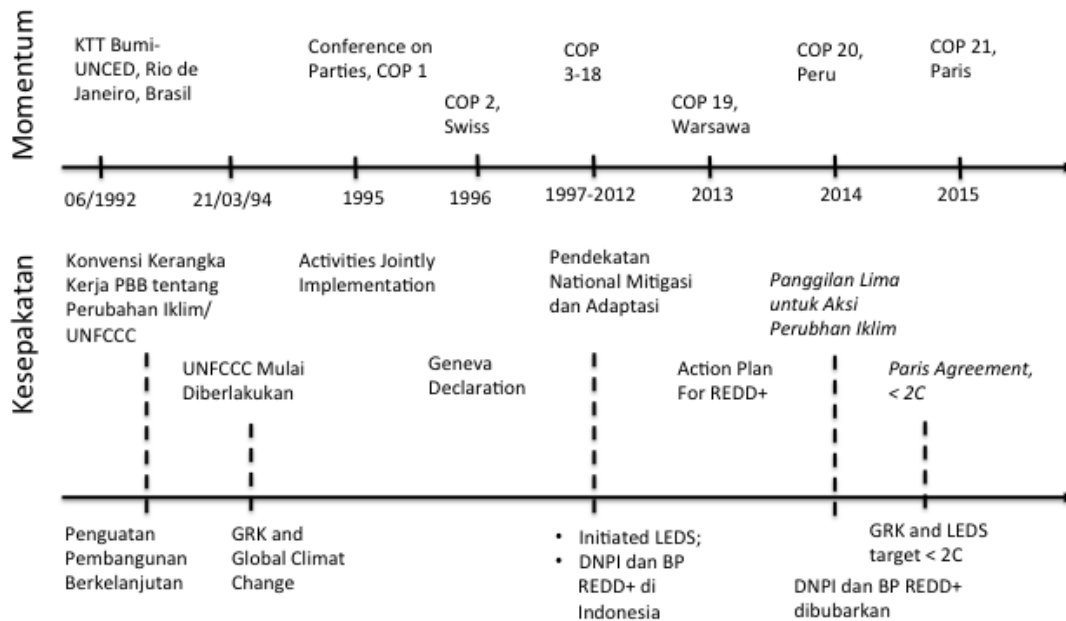 Momentum
KTT Bumi-
UNCED, Rio de
Janeiro, Brasil
Conference on
Parties, COP 1
COP 2,
Swiss
COP
3-18
COP 19,
Warsawa
COP 20,
Peru
COP 21,
Paris
06/1992
21/03/94
1995
1996
1997-2012
2013
2014
2015
Kesepakatan
Konvensi Kerangka
Kerja PBB tentang
Perubahan Iklim/
UNFCCC
UNFCCC Mulai
Diberlakukan
Activities Jointly
Implementation
Geneva
Declaration
Pendekatan
National Mitigasi
dan Adaptasi
Action Plan
For REDD+
Panggilan Lima
untuk Aksi
Perubhan Iklim
Paris Agreement,
< 2C
Penguatan
Pembangunan
Berkelanjutan
GRK and
Global Climat
Change
• Initiated LEDS;
• DNPI dan BP
REDD+ di
Indonesia
GRK and LEDS
target < 2C
DNPI dan BP REDD+
dibubarkan